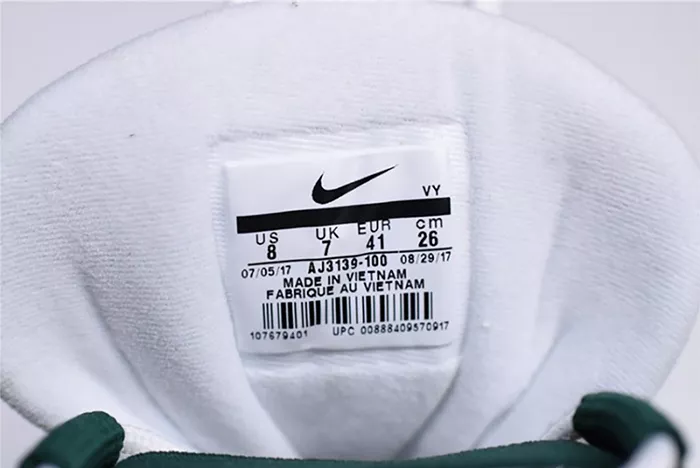 VY
US UK EUR cm
8 7 41 26
07/05/17 AJ3139-100 08/29/17
MADE IN VIETNAM
FABRIQUE AU VIETNAM
107679401 UPC 00888409570917